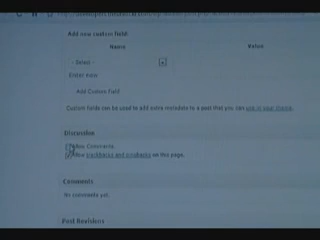 Add new custom field:
Name Value
- Select -
Enter new
Add Custom Field
Custom fields can be used to add extra metadata to a post that you can use in your theme.
Discussion
Allow Comments
Allow trackbacks and pingbacks on this page.
Comments
No comments yet.
Post Revisions